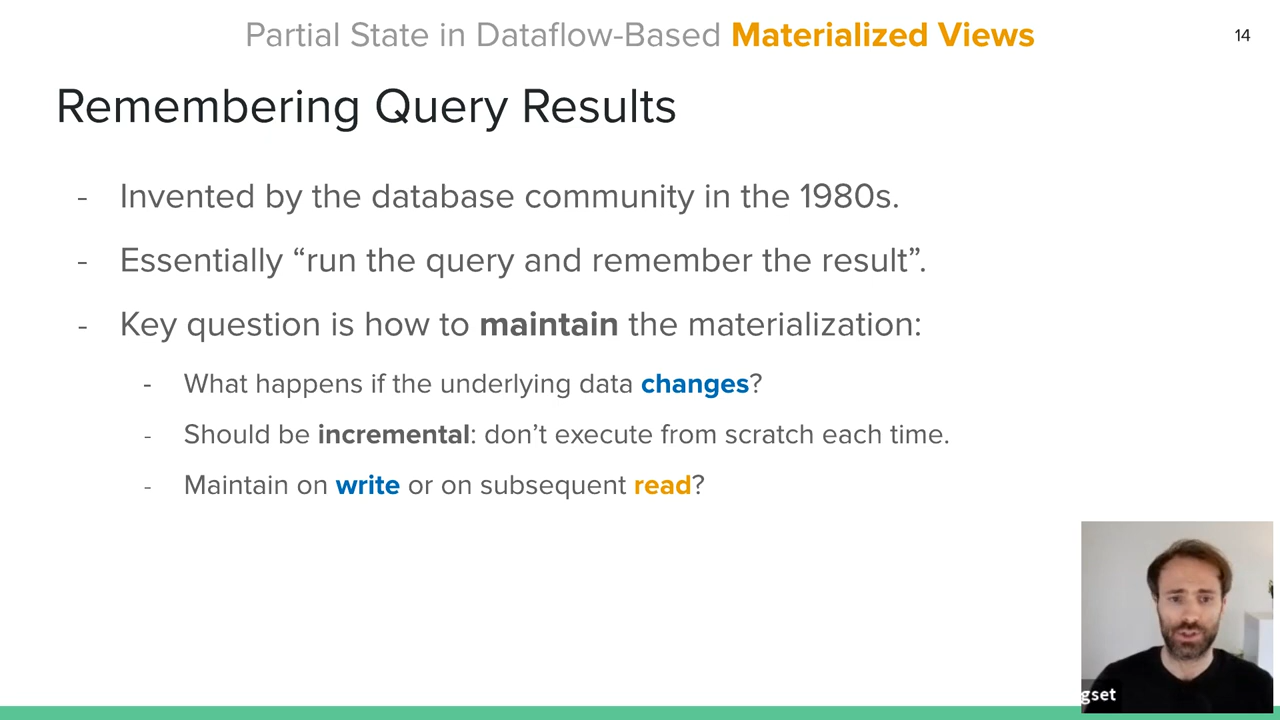 Partial State in Dataflow-Based Materialized Views
14
Remembering Query Results
- Invented by the database community in the 1980s.
- Essentially “run the query and remember the result”.
- Key question is how to maintain the materialization:
- What happens if the underlying data changes?
- Should be incremental: don’t execute from scratch each time.
- Maintain on write or on subsequent read?
gset